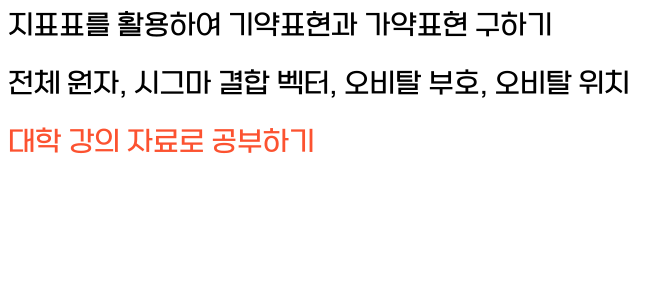 지표표를 활용하여 기약표현과 가약표현 구하기
전체 원자, 시그마 결합 벡터, 오비탈 부호, 오비탈 위치
대학 강의 자료로 공부하기